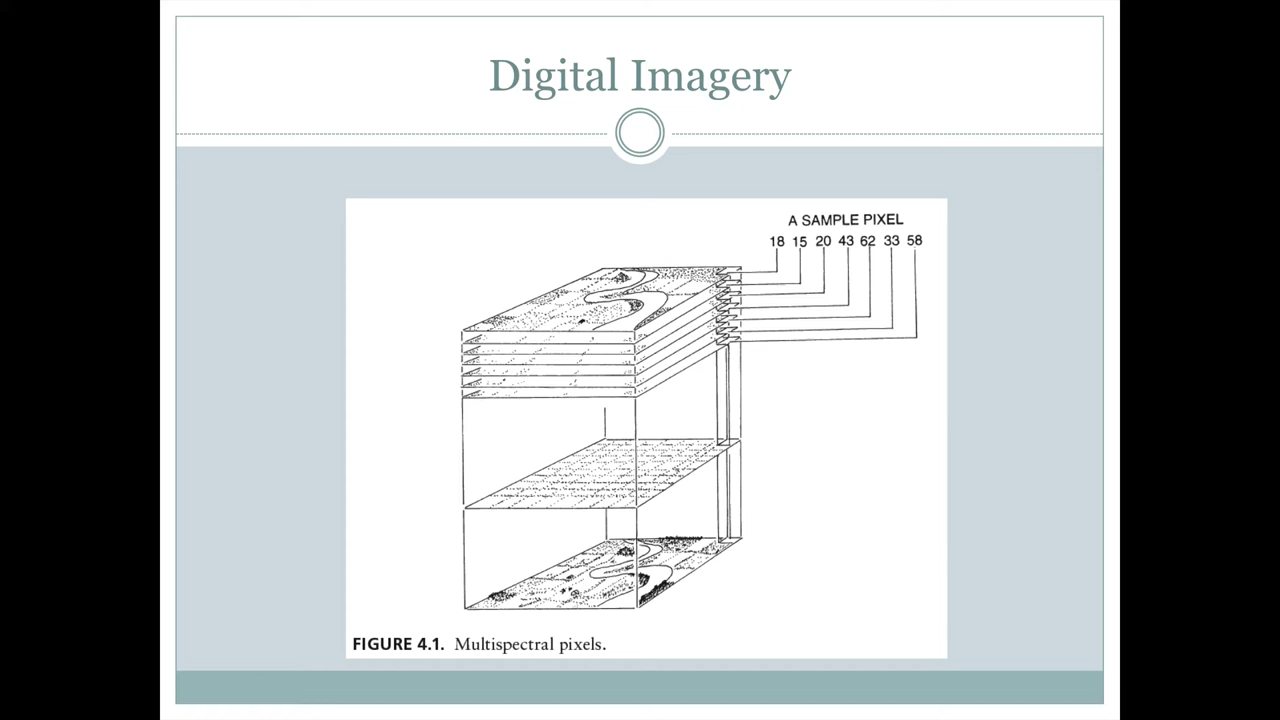 Digital Imagery
A SAMPLE PIXEL
18 15 20 43 62 33 58
FIGURE 4.1. Multispectral pixels.